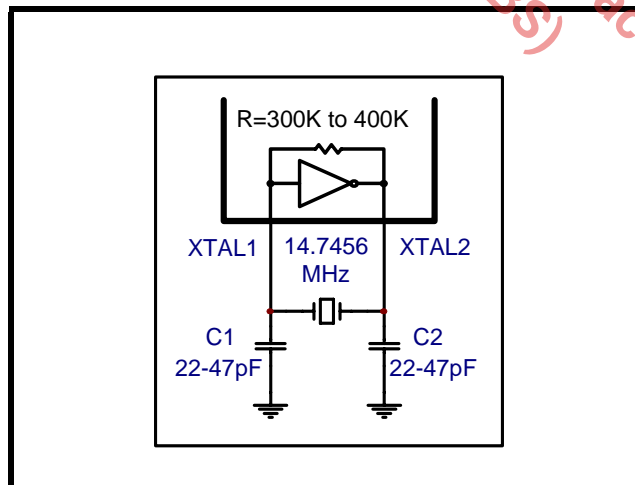 R=300K to 400K
XTAL1
14.7456
MHz
XTAL2
C1
22-47pF
C2
22-47pF